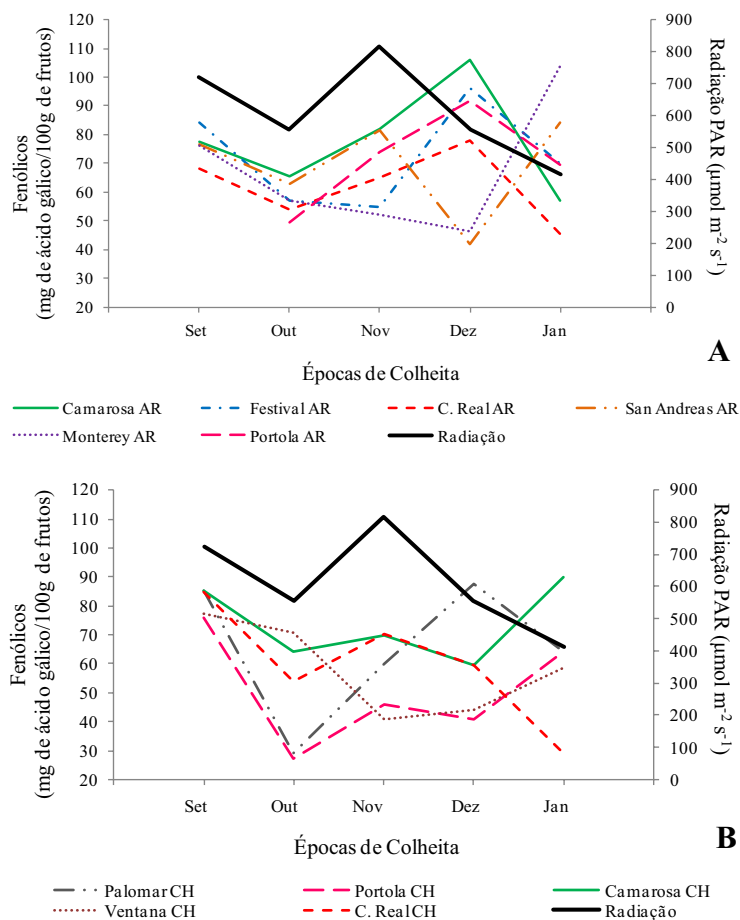 120
110
100
90
80
70
60
50
40
30
20
Fenólicos
(mg de ácido gálico/100g de frutos)
900
800
700
600
500
400
300
200
100
0
Radiação PAR (µmol m-2 s-1)
Set Out Nov Dez Jan
Épocas de Colheita
A
Camarosa AR Festival AR C. Real AR San Andreas AR
Monterey AR Portola AR Radiação
120
110
100
90
80
70
60
50
40
30
20
Fenólicos
(mg de ácido gálico/100g de frutos)
900
800
700
600
500
400
300
200
100
0
Radiação PAR (µmol m-2 s-1)
Set Out Nov Dez Jan
Épocas de Colheita
B
Palomar CH Portola CH Camarosa CH
Ventana CH C. Real CH Radiação